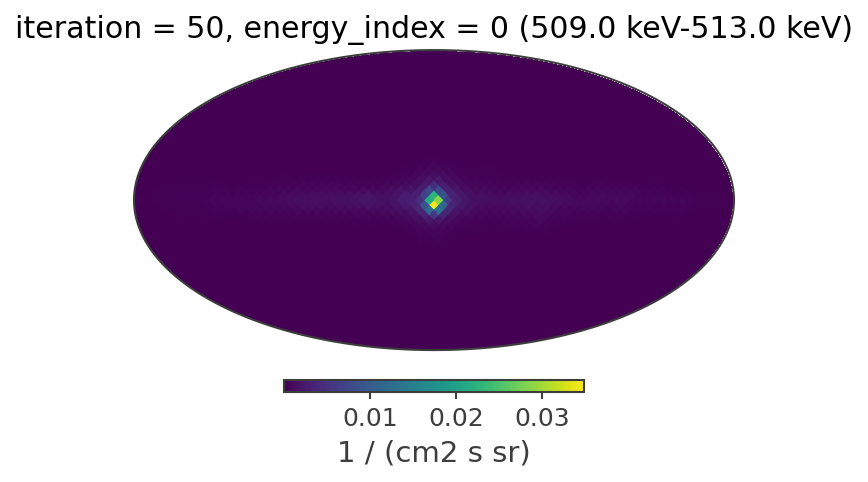 iteration = 50, energy_index = 0 (509.0 keV-513.0 keV)
0.01 0.02 0.03
1 / (cm2 s sr)